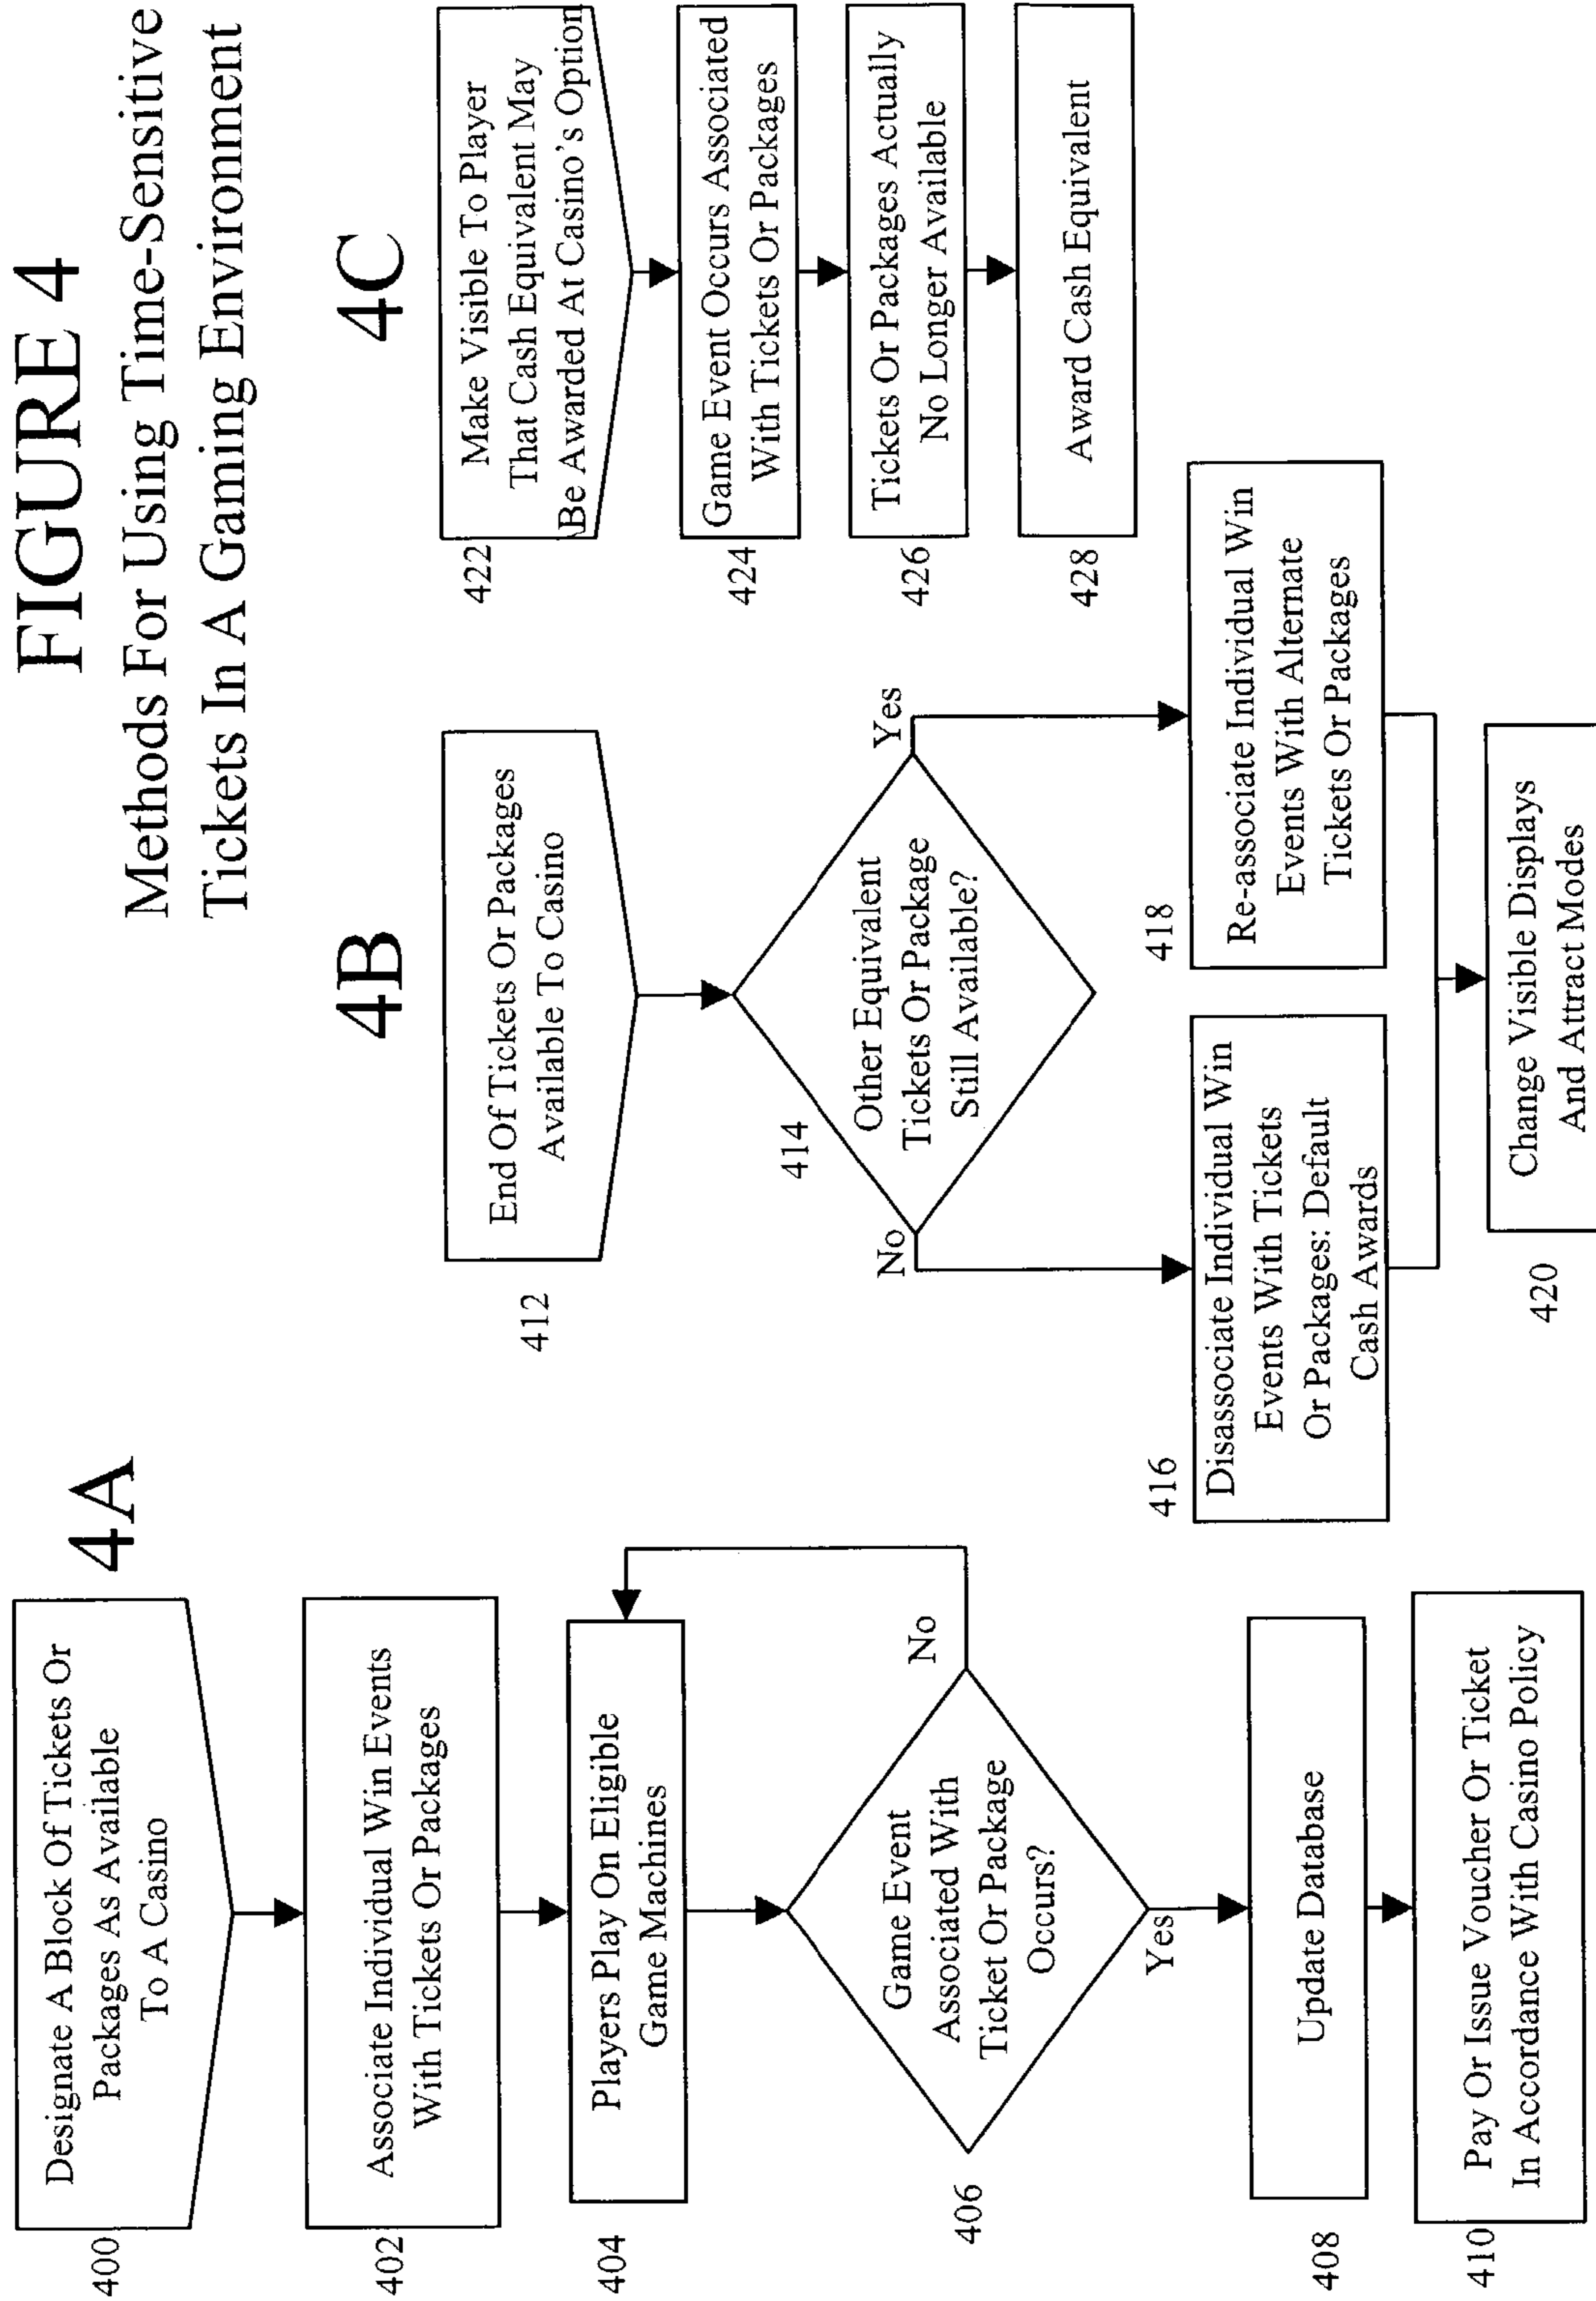 FIGURE 4
Methods For Using Time-Sensitive
Tickets In A Gaming Environment
4A
400
Designate A Block Of Tickets Or
Packages As Available
To A Casino
402
Associate Individual Win Events
With Tickets Or Packages
404
Players Play On Eligible
Game Machines
406
Game Event
Associated With
Ticket Or Package
Occurs?
No
Yes
408
Update Database
410
Pay Or Issue Voucher Or Ticket
In Accordance With Casino Policy
4B
412
End Of Tickets Or Packages
Available To Casino
414
Other Equivalent
Tickets Or Package
Still Available?
No
Yes
416
Disassociate Individual Win
Events With Tickets
Or Packages: Default
Cash Awards
418
Re-associate Individual Win
Events With Alternate
Tickets Or Packages
420
Change Visible Displays
And Attract Modes
4C
422
Make Visible To Player
That Cash Equivalent May
Be Awarded At Casino's Option
424
Game Event Occurs Associated
With Tickets Or Packages
426
Tickets Or Packages Actually
No Longer Available
428
Award Cash Equivalent